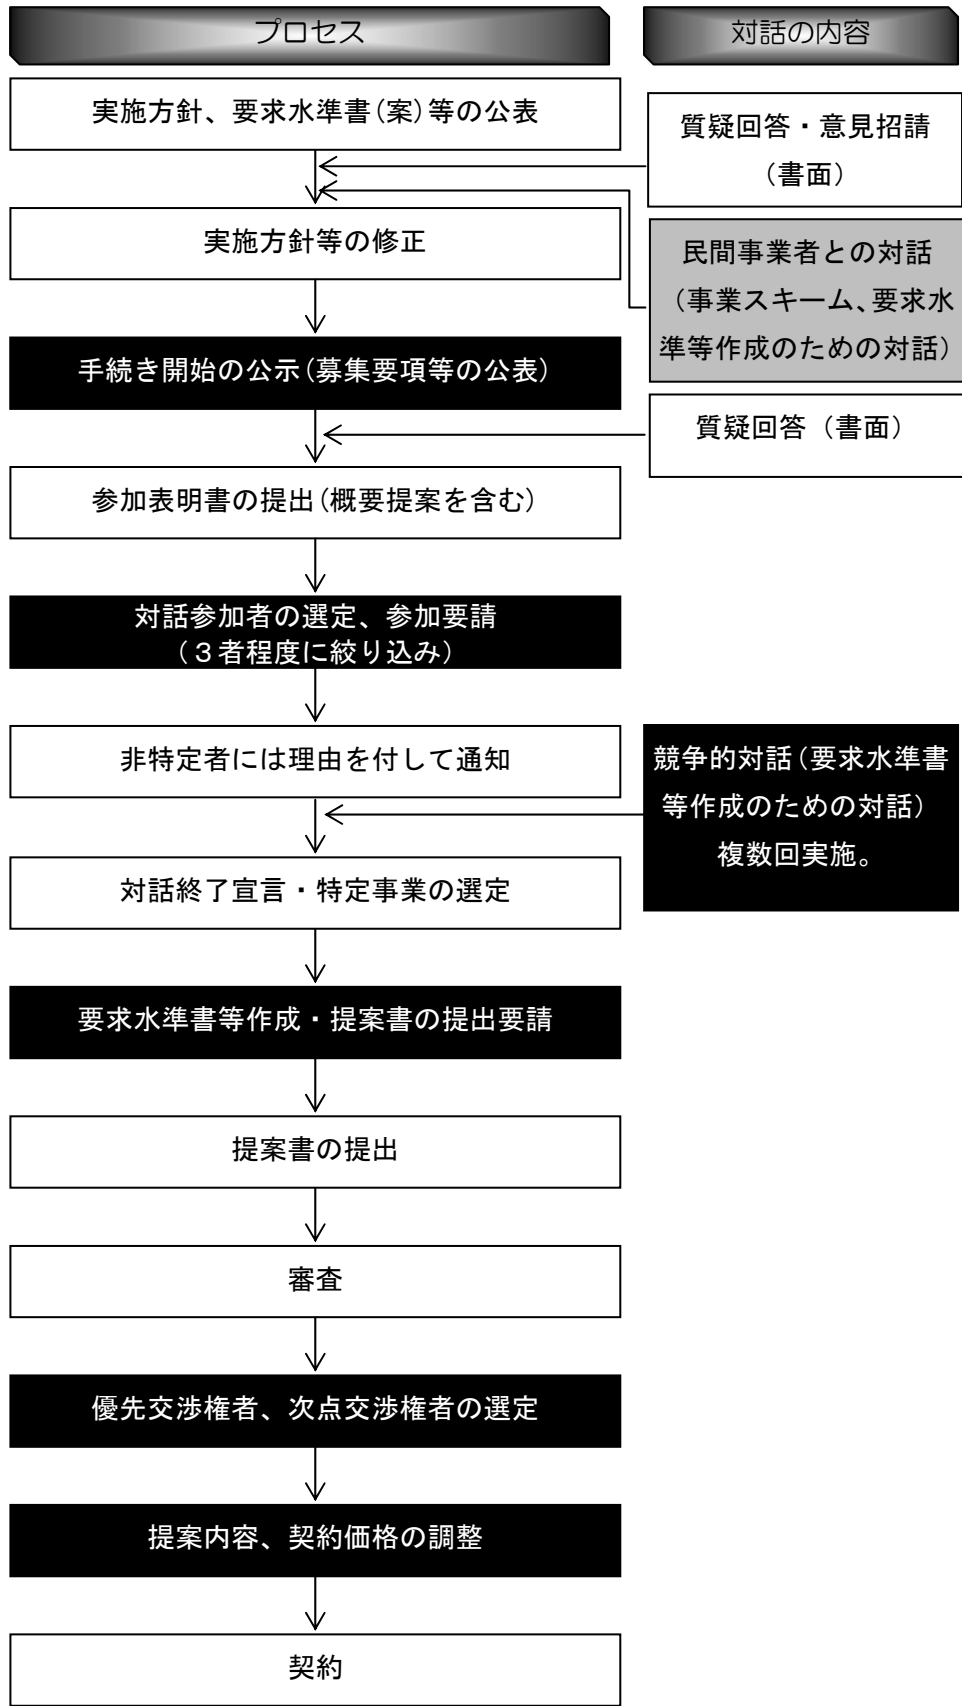 プロセス
対話の内容
実施方針、要求水準書(案)等の公表
質疑回答・意見招請
(書面)
実施方針等の修正
民間事業者との対話
(事業スキーム、要求水
準等作成のための対話)
手続き開始の公示(募集要項等の公表)
質疑回答(書面)
参加表明書の提出(概要提案を含む)
対話参加者の選定、参加要請
(3者程度に絞り込み)
非特定者には理由を付して通知
競争的対話(要求水準書
等作成のための対話)
複数回実施。
対話終了宣言・特定事業の選定
要求水準書等作成・提案書の提出要請
提案書の提出
審査
優先交渉権者、次点交渉権者の選定
提案内容、契約価格の調整
契約